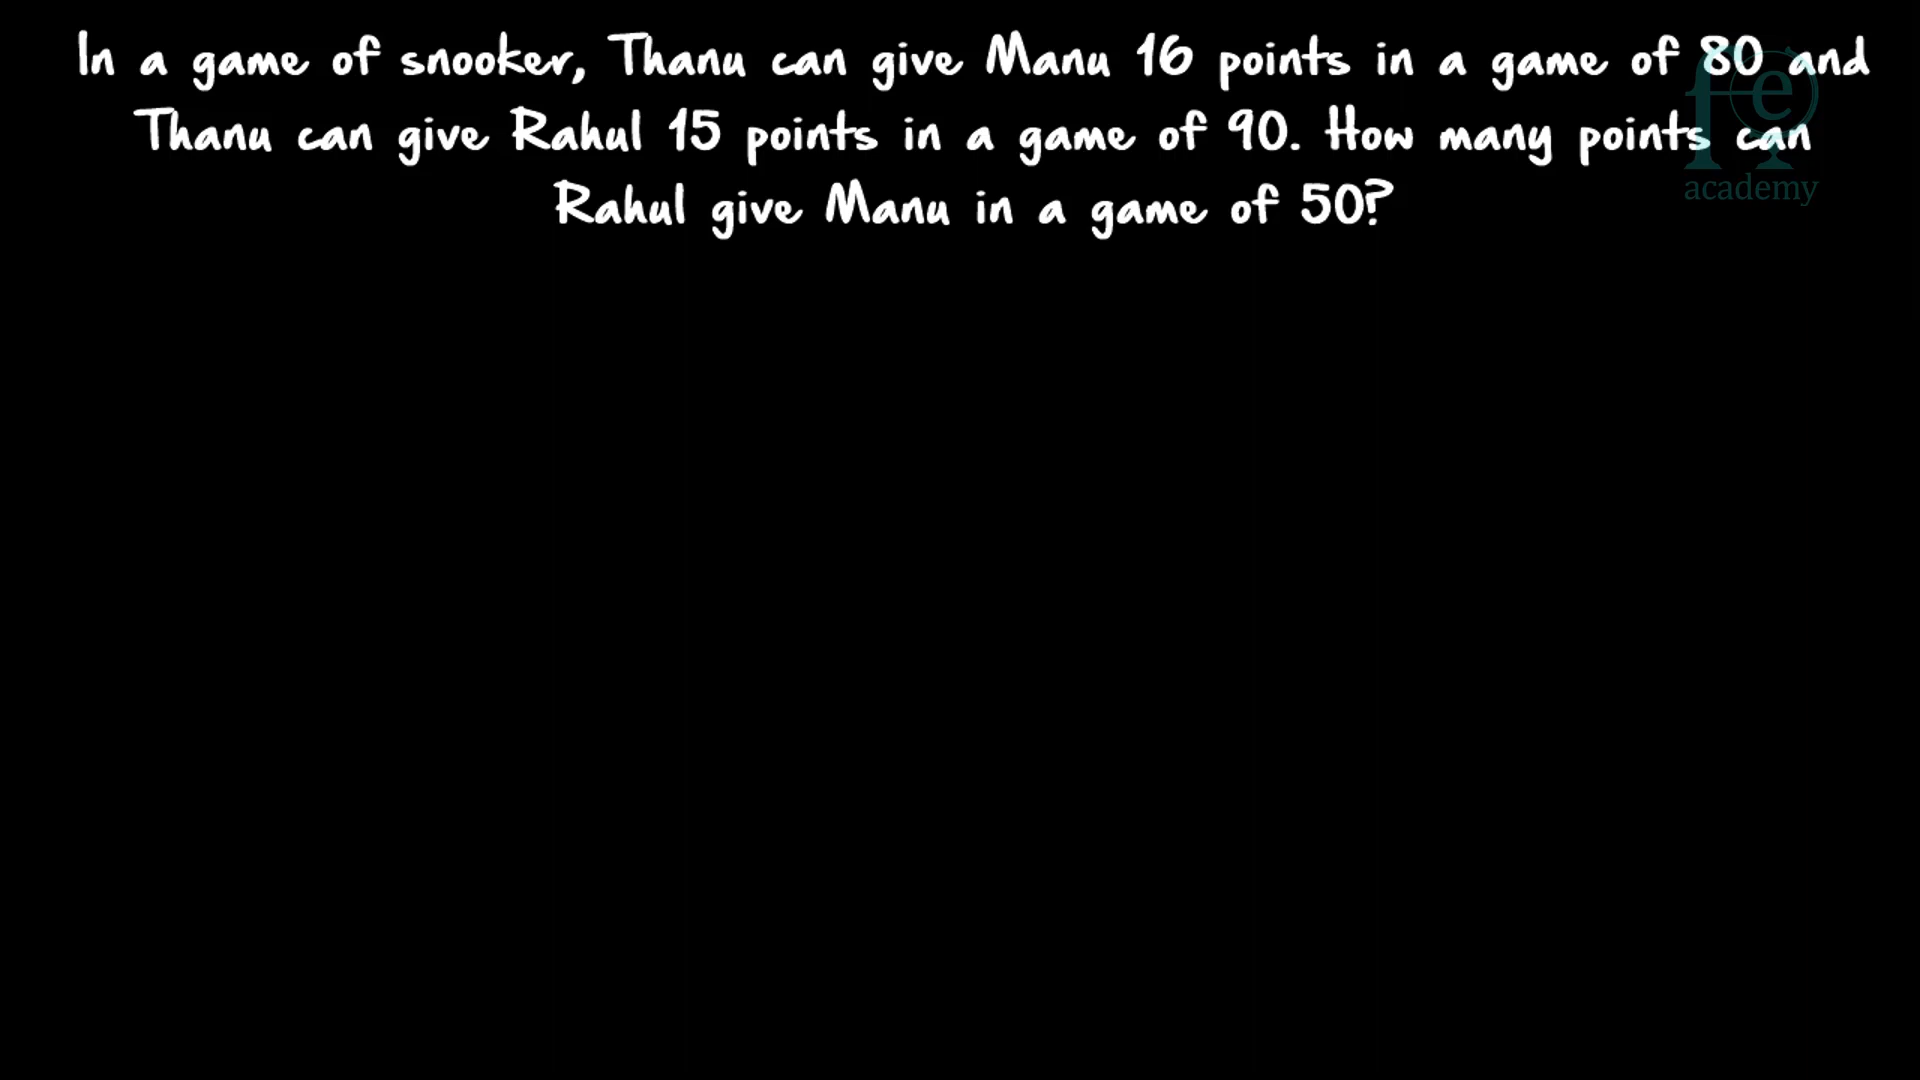 In a game of snooker, Thanu can give Manu 16 points in a game of 80 and
Thanu can give Rahul 15 points in a game of 90. How many points can
Rahul give Manu in a game of 50?
fe
academy